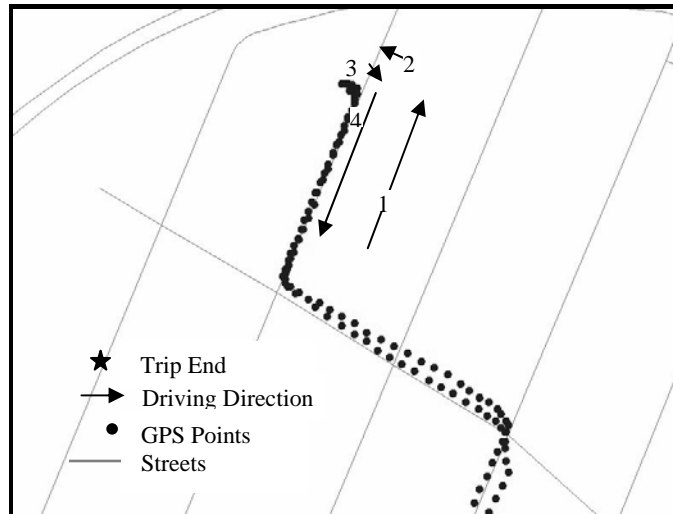 3
2
4
1
Trip End
Driving Direction
GPS Points
Streets